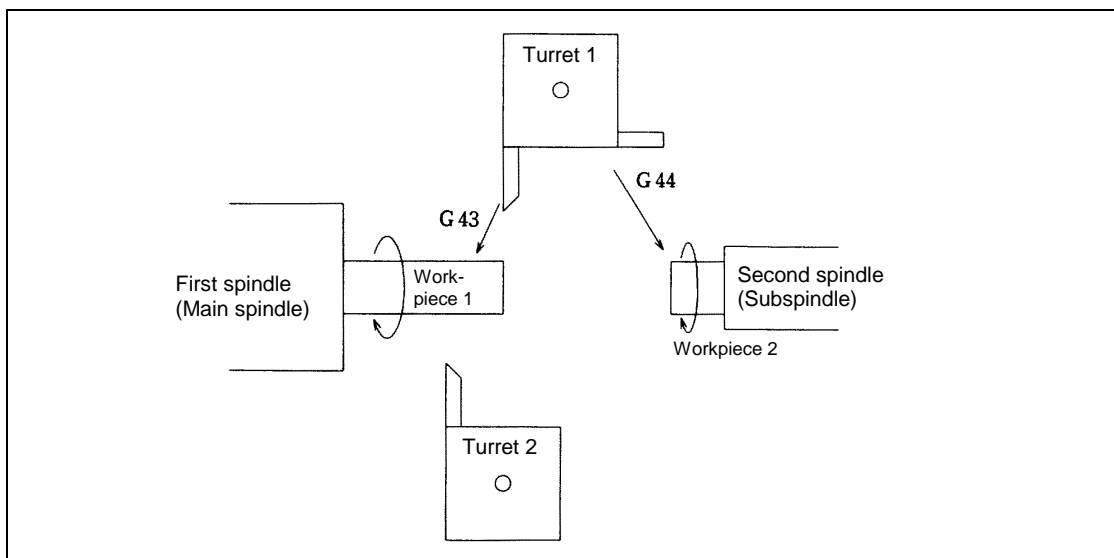 Turret 1
G 44
G 43
First spindle
(Main spindle)
Work-
piece 1
Second spindle
(Subspindle)
Workpiece 2
Turret 2